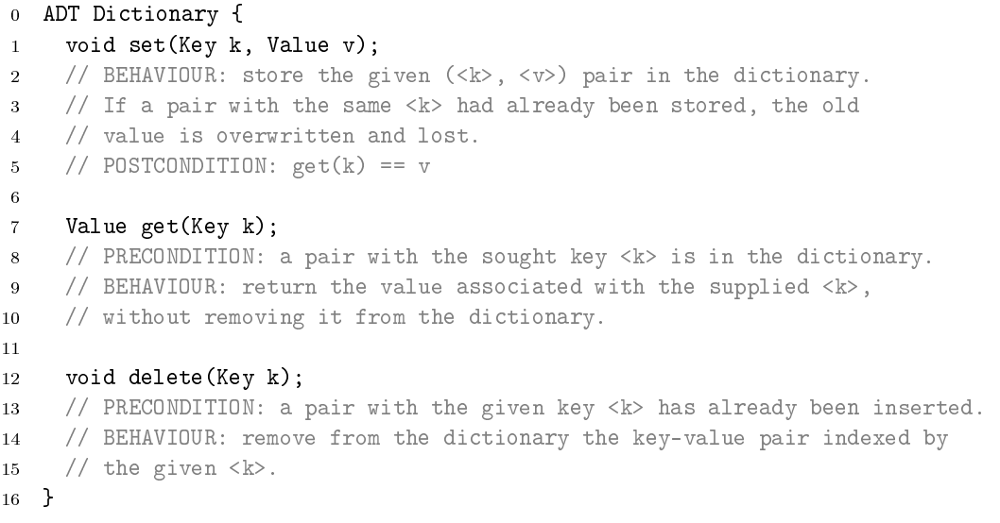 0 ADT Dictionary {
1 void set(Key k, Value v);
2 // BEHAVIOUR: store the given (<k>, <v>) pair in the dictionary.
3 // If a pair with the same <k> had already been stored, the old
4 // value is overwritten and lost.
5 // POSTCONDITION: get(k) == v
6
7 Value get(Key k);
8 // PRECONDITION: a pair with the sought key <k> is in the dictionary.
9 // BEHAVIOUR: return the value associated with the supplied <k>,
10 // without removing it from the dictionary.
11
12 void delete(Key k);
13 // PRECONDITION: a pair with the given key <k> has already been inserted.
14 // BEHAVIOUR: remove from the dictionary the key-value pair indexed by
15 // the given <k>.
16 }